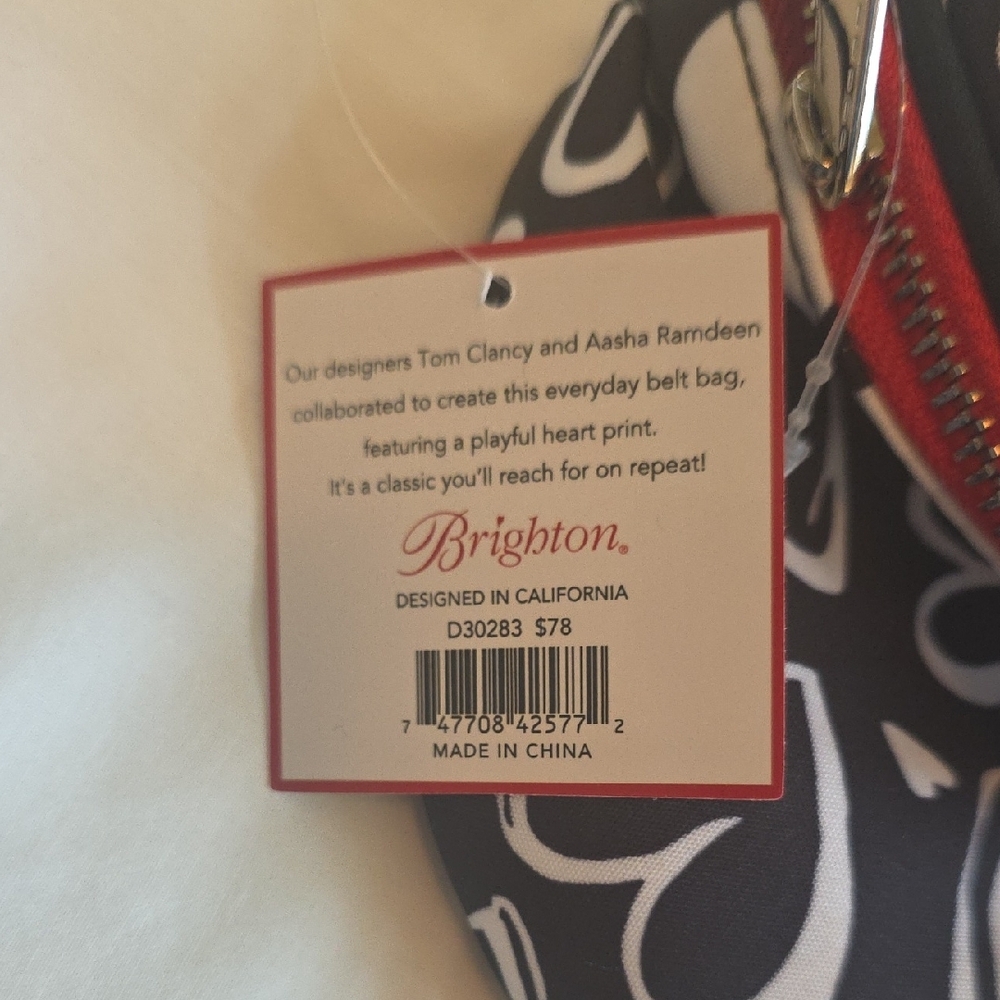 Our designers Tom Clancy and Aasha Ramdeen
collaborated to create this everyday belt bag,
featuring a playful heart print.
It's a classic you'll reach for on repeat!
Brighton®
DESIGNED IN CALIFORNIA
D30283 $78
7 47708 42577 2
MADE IN CHINA